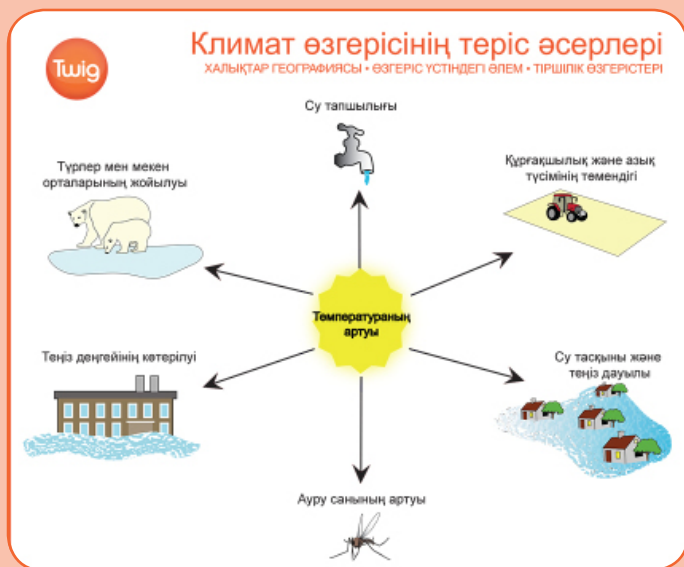 Twig
Климат өзгерісінің теріс әсерлері
ХАЛЫҚТАР ГЕОГРАФИЯСЫ • ӨЗГЕРІС ҮСТІНДЕГІ ӘЛЕМ • ТІРШІЛІК ӨЗГЕРІСТЕРІ
Су тапшылығы
Түрлер мен мекен
орталарының жойылуы
Құрғақшылық және азық
түсімінің төмендігі
Температураның
артуы
Теңіз деңгейінің көтерілуі
Су тасқыны және
теңіз дауылы
Ауру санының артуы